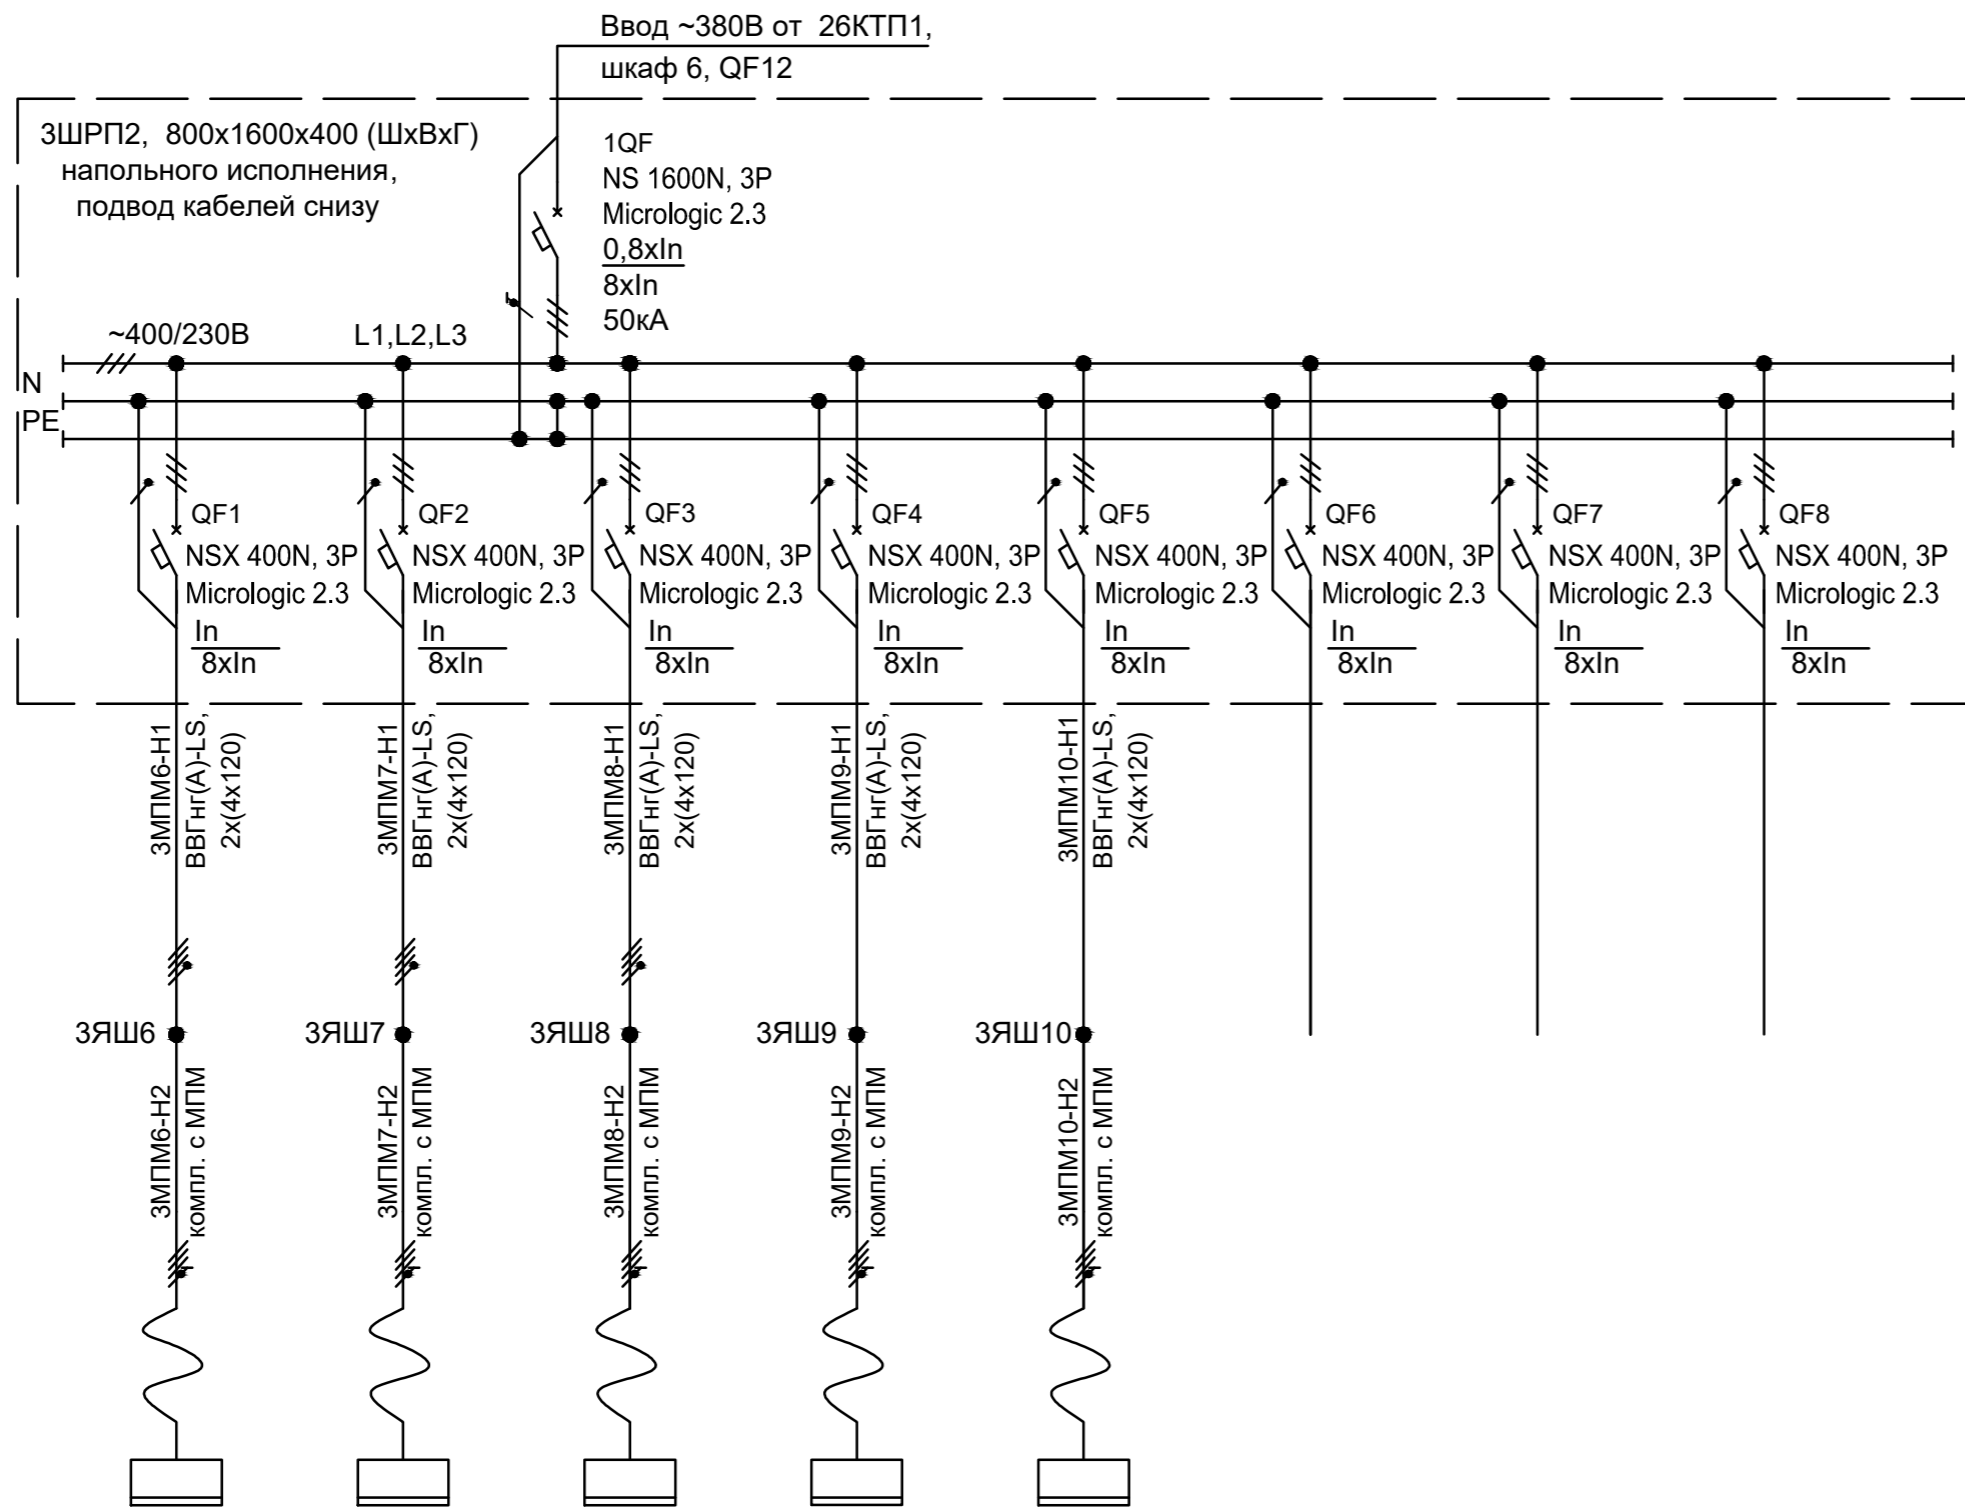 Ввод ~380В от 26КТП1,
шкаф 6, QF12
3ШРП2, 800х1600х400 (ШхВхГ)
напольного исполнения,
подвод кабелей снизу
1QF
NS 1600N, 3P
Micrologic 2.3
0,8xIn
8xIn
50кА
~400/230В
L1,L2,L3
N
PE
QF1
NSX 400N, 3P
Micrologic 2.3
In
8xIn
QF2
NSX 400N, 3P
Micrologic 2.3
In
8xIn
QF3
NSX 400N, 3P
Micrologic 2.3
In
8xIn
QF4
NSX 400N, 3P
Micrologic 2.3
In
8xIn
QF5
NSX 400N, 3P
Micrologic 2.3
In
8xIn
QF6
NSX 400N, 3P
Micrologic 2.3
In
8xIn
QF7
NSX 400N, 3P
Micrologic 2.3
In
8xIn
QF8
NSX 400N, 3P
Micrologic 2.3
In
8xIn
3МПМ6-Н1
ВВГнг(А)-LS,
2х(4х120)
3МПМ7-Н1
ВВГнг(А)-LS,
2х(4х120)
3МПМ8-Н1
ВВГнг(А)-LS,
2х(4х120)
3МПМ9-Н1
ВВГнг(А)-LS,
2х(4х120)
3МПМ10-Н1
ВВГнг(А)-LS,
2х(4х120)
3ЯШ6
3ЯШ7
3ЯШ8
3ЯШ9
3ЯШ10
3МПМ6-Н2
компл. с МПМ
3МПМ7-Н2
компл. с МПМ
3МПМ8-Н2
компл. с МПМ
3МПМ9-Н2
компл. с МПМ
3МПМ10-Н2
компл. с МПМ